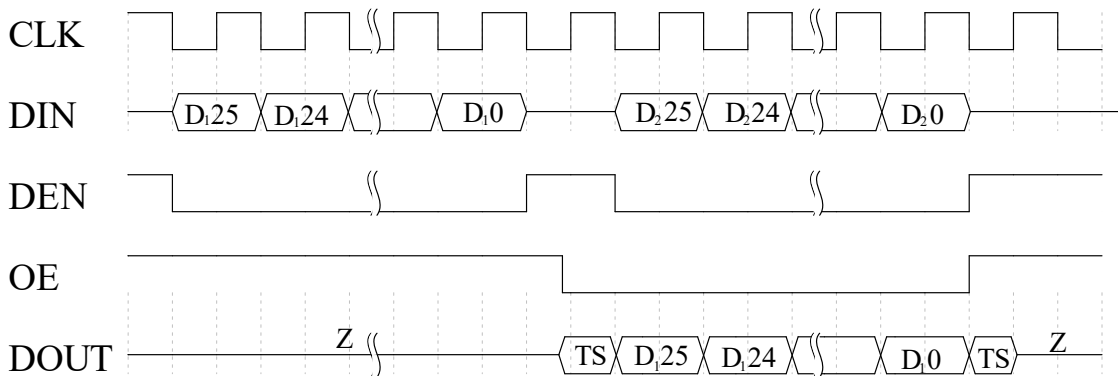 CLK
DIN D₁25 D₁24 D₁0 D₂25 D₂24 D₂0
DEN
OE
DOUT Z TS D₁25 D₁24 D₁0 TS Z